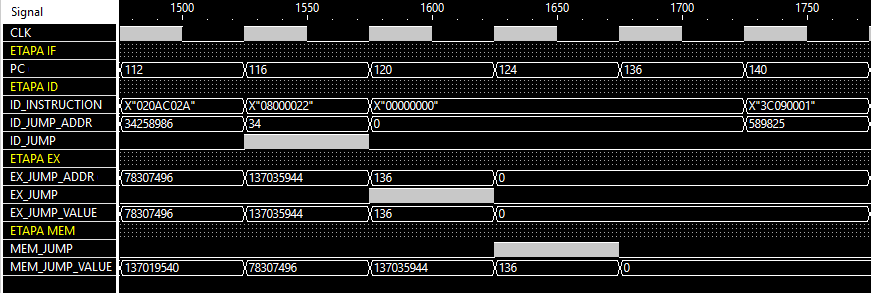 Signal 1500 1550 1600 1650 1700 1750
CLK
ETAPA IF
PC 112 116 120 124 136 140
ETAPA ID
ID_INSTRUCTION X"020AC02A" X"08000022" X"00000000" X"3C090001"
ID_JUMP_ADDR 34258986 34 0 589825
ID_JUMP
ETAPA EX
EX_JUMP_ADDR 78307496 137035944 136 0
EX_JUMP
EX_JUMP_VALUE 78307496 137035944 136 0
ETAPA MEM
MEM_JUMP
MEM_JUMP_VALUE 137019540 78307496 137035944 136 0